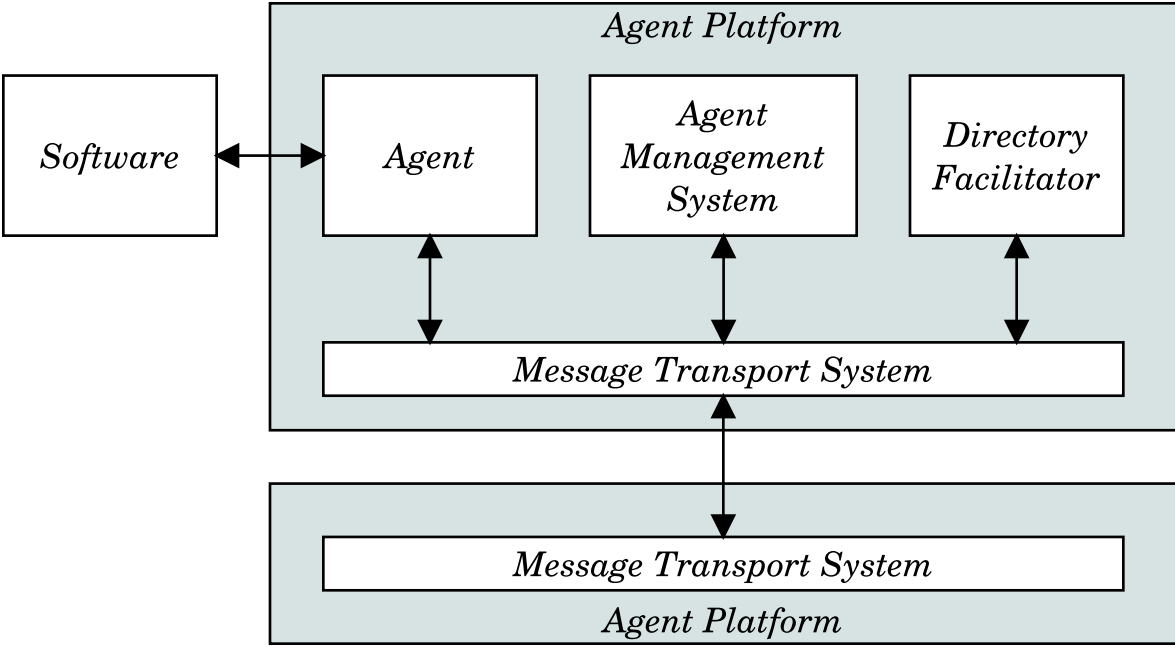 Agent Platform
Software
Agent
Agent
Management
System
Directory
Facilitator
Message Transport System
Message Transport System
Agent Platform